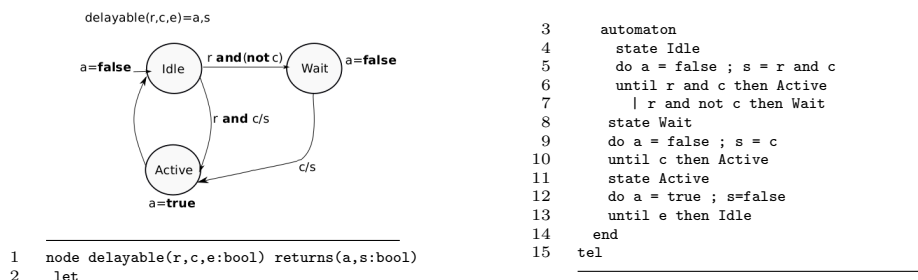 delayable(r,c,e)=a,s
a=false
Idle
r and(not c)
Wait
a=false
r and c/s
Active
c/s
a=true
1 node delayable(r,c,e:bool) returns(a,s:bool)
2 let
3 automaton
4 state Idle
5 do a = false ; s = r and c
6 until r and c then Active
7 | r and not c then Wait
8 state Wait
9 do a = false ; s = c
10 until c then Active
11 state Active
12 do a = true ; s=false
13 until e then Idle
14 end
15 tel